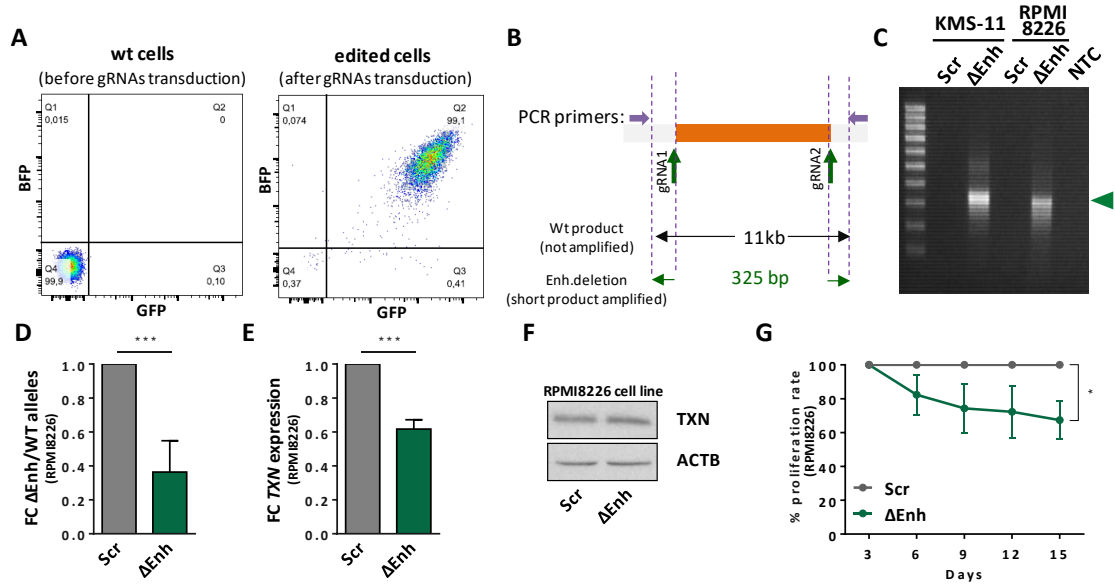 A
wt cells
(before gRNAs transduction)
edited cells
(after gRNAs transduction)
BFP
Q1
0,015
Q2
0
Q4
99,9
Q3
0,10
GFP
BFP
Q1
0,074
Q2
99,1
Q4
0,37
Q3
0,41
GFP
B
PCR primers:
gRNA1
gRNA2
Wt product
(not amplified)
11kb
Enh.deletion
(short product amplified)
325 bp
C
KMS-11
RPMI
8226
Scr
ΔEnh
Scr
ΔEnh
NTC
D
FC ΔEnh/WT alleles
(RPMI8226)
***
1.0
0.8
0.6
0.4
0.2
0.0
Scr
ΔEnh
E
FC TXN expression
(RPMI8226)
***
1.0
0.8
0.6
0.4
0.2
0.0
Scr
ΔEnh
F
RPMI8226 cell line
TXN
ACTB
Scr
ΔEnh
G
% proliferation rate
(RPMI8226)
100
80
60
40
20
0
*
Scr
ΔEnh
3 6 9 12 15
Days